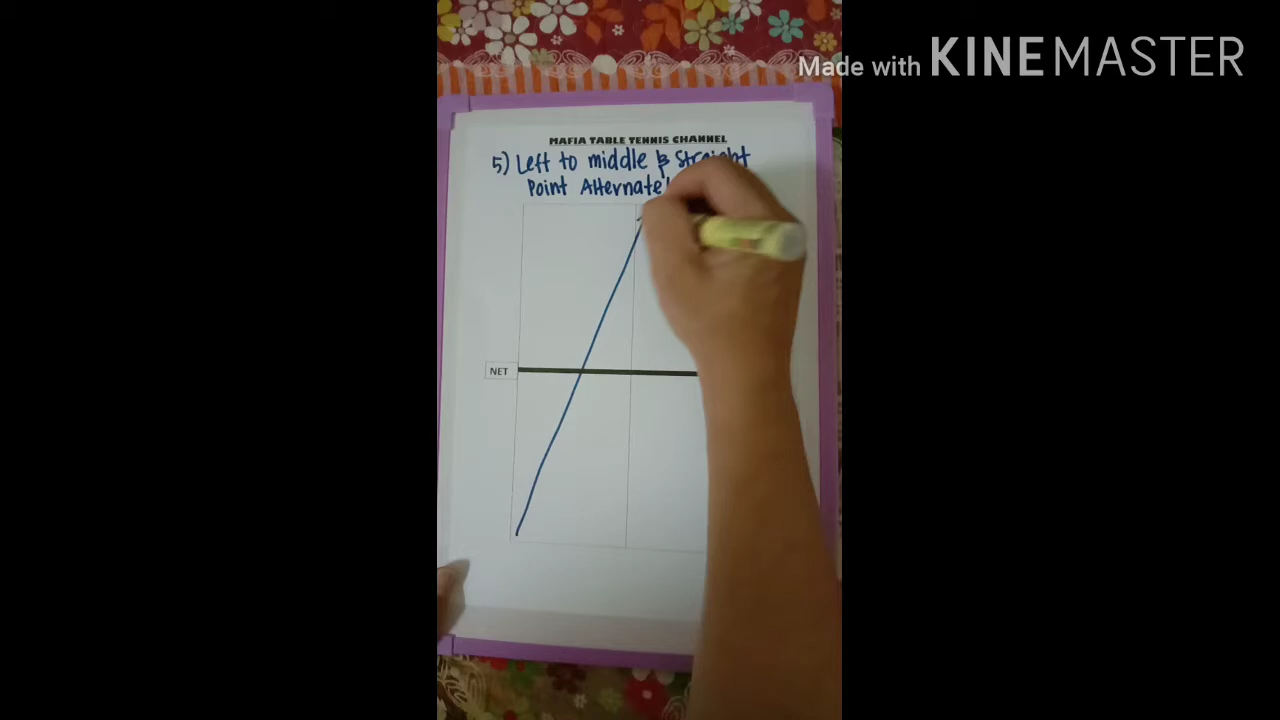 Made with KINEMASTER
MAFIA TABLE TENNIS CHANNEL
5) Left to middle & Straight
Point Alternate
NET